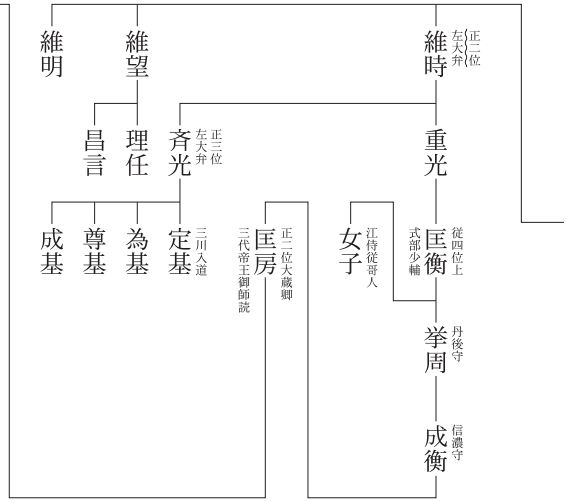 維時
正二位
左大弁
維望
維明
重光
斉光
正三位
左大弁
理任
昌言
匡衡
従四位上
式部少輔
女子
江侍従哥人
匡房
正二位大蔵卿
三代帝王御師読
定基
三川入道
為基
尊基
成基
挙周
丹後守
成衡
信濃守